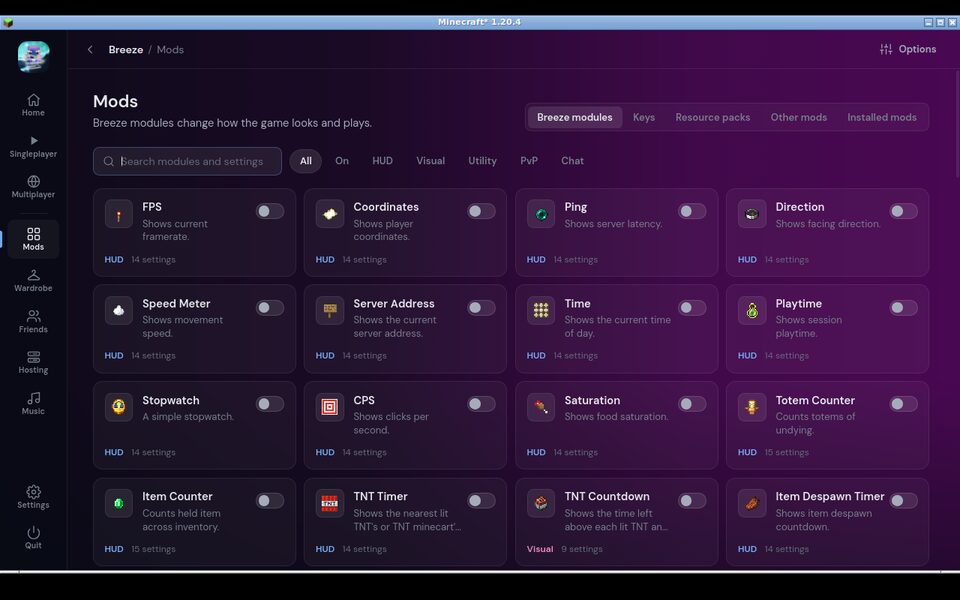 Minecraft* 1.20.4
Breeze / Mods
Options
Home
Singleplayer
Multiplayer
Mods
Wardrobe
Friends
Hosting
Music
Settings
Quit
Mods
Breeze modules change how the game looks and plays.
Breeze modules Keys Resource packs Other mods Installed mods
Search modules and settings
All On HUD Visual Utility PvP Chat
FPS
Shows current
framerate.
HUD 14 settings
Coordinates
Shows player
coordinates.
HUD 14 settings
Ping
Shows server latency.
HUD 14 settings
Direction
Shows facing direction.
HUD 14 settings
Speed Meter
Shows movement
speed.
HUD 14 settings
Server Address
Shows the current
server address.
HUD 14 settings
Time
Shows the current time
of day.
HUD 14 settings
Playtime
Shows session
playtime.
HUD 14 settings
Stopwatch
A simple stopwatch.
HUD 14 settings
CPS
Shows clicks per
second.
HUD 14 settings
Saturation
Shows food saturation.
HUD 14 settings
Totem Counter
Counts totems of
undying.
HUD 15 settings
Item Counter
Counts held item
across inventory.
HUD 15 settings
TNT
TNT Timer
Shows the nearest lit
TNT's or TNT minecart'...
HUD 14 settings
TNT Countdown
Shows the time left
above each lit TNT an...
Visual 9 settings
Item Despawn Timer
Shows item despawn
countdown.
HUD 14 settings